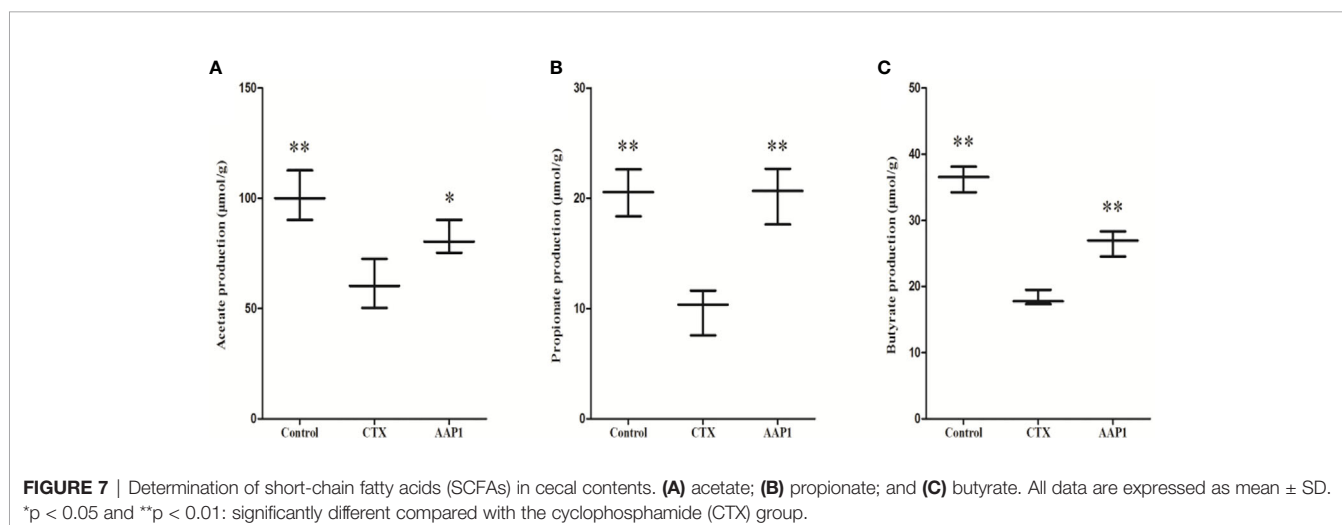 A
Acetate production (µmol/g)
150
100
50
0
**
*
Control CTX AAP1
B
Propionate production (µmol/g)
30
20
10
0
**
**
Control CTX AAP1
C
Butyrate production (µmol/g)
50
40
30
20
10
0
**
**
Control CTX AAP1
FIGURE 7 | Determination of short-chain fatty acids (SCFAs) in cecal contents. (A) acetate; (B) propionate; and (C) butyrate. All data are expressed as mean ± SD.
*p < 0.05 and **p < 0.01: significantly different compared with the cyclophosphamide (CTX) group.